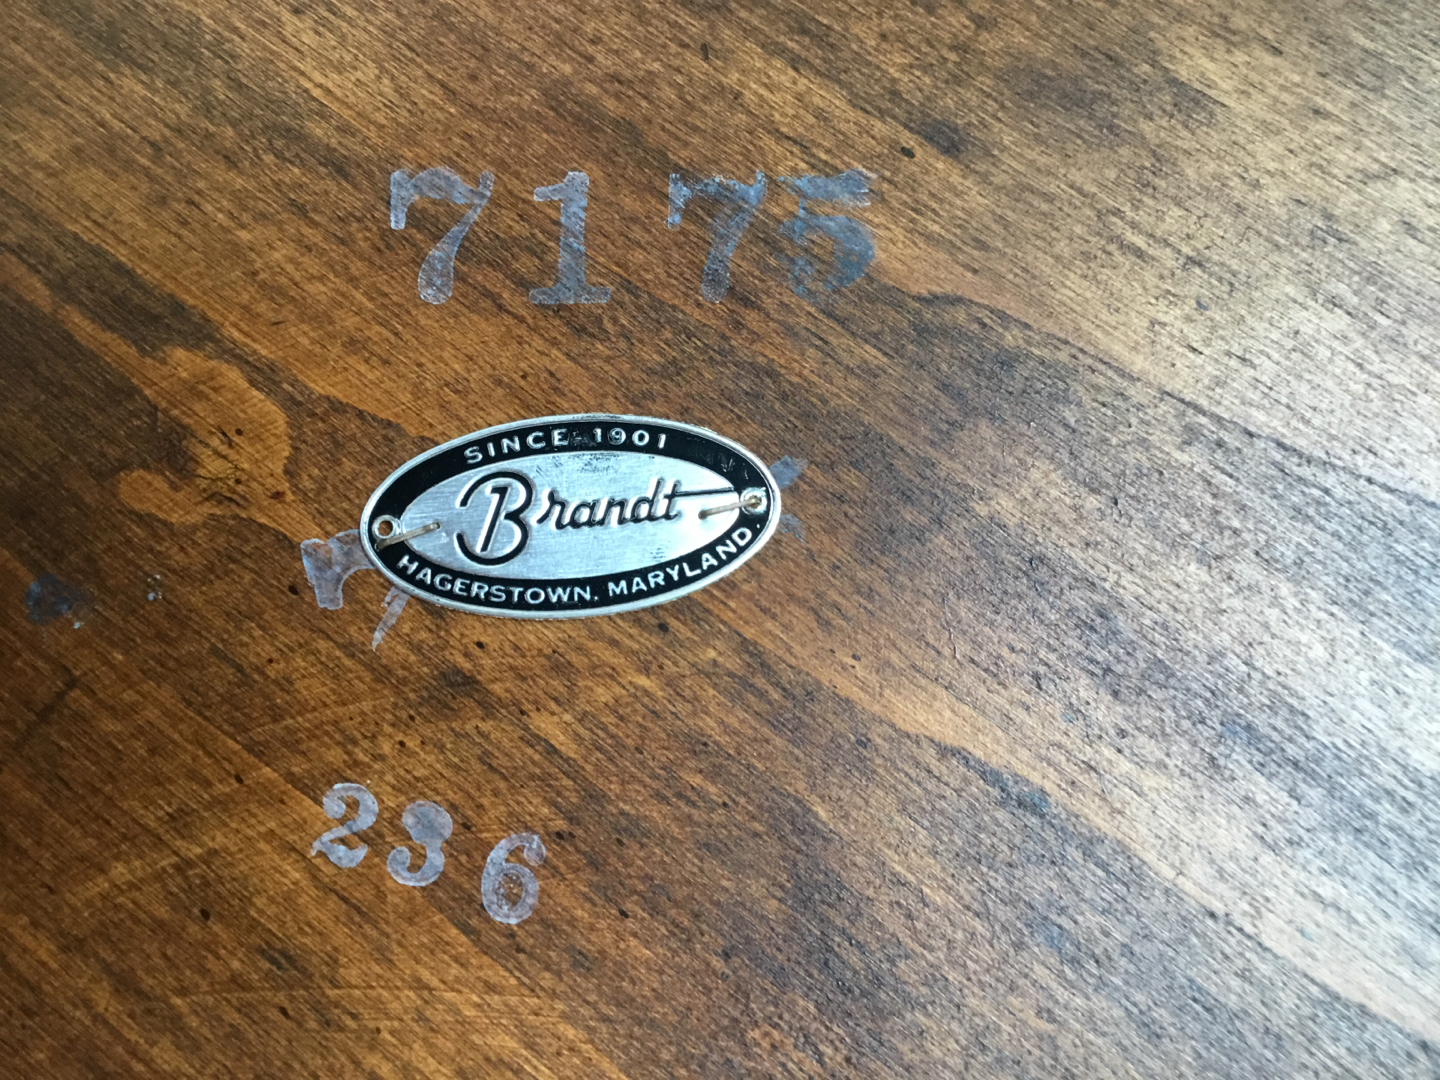 7175
SINCE 1901
Brandt
HAGERSTOWN, MARYLAND.
236